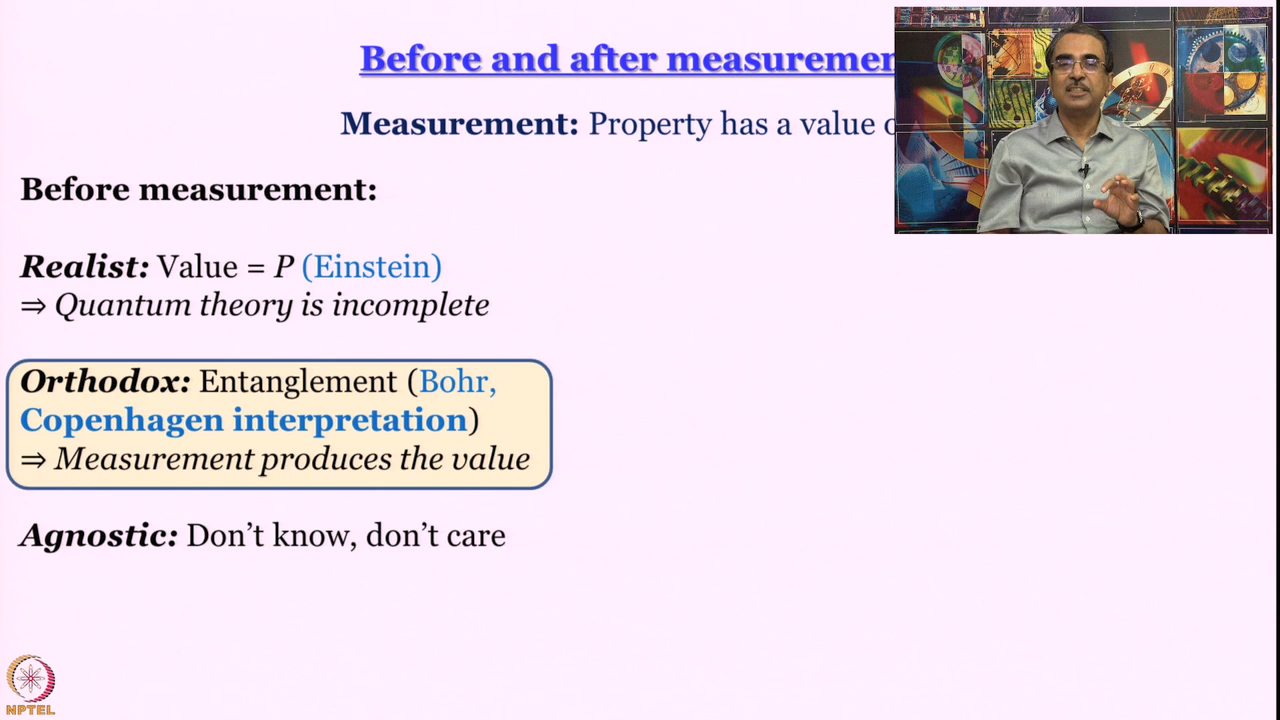 Before and after measuremen
Measurement: Property has a value o
Before measurement:
Realist: Value = P (Einstein)
⇒ Quantum theory is incomplete
Orthodox: Entanglement (Bohr,
Copenhagen interpretation)
⇒ Measurement produces the value
Agnostic: Don’t know, don’t care
NPTEL